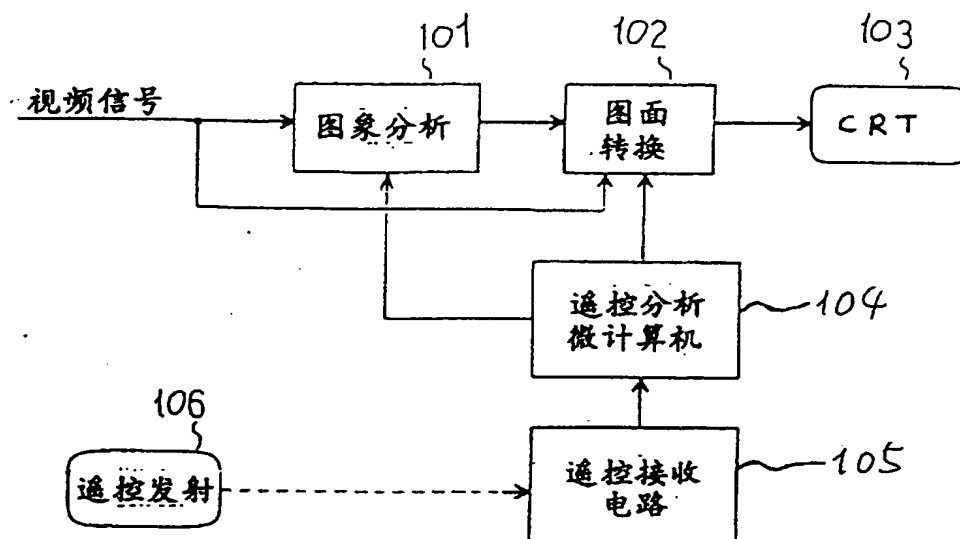 101
102
103
视频信号
图象分析
图面
转换
CRT
遥控分析
微计算机
104
106
遥控发射
遥控接收
电路
105